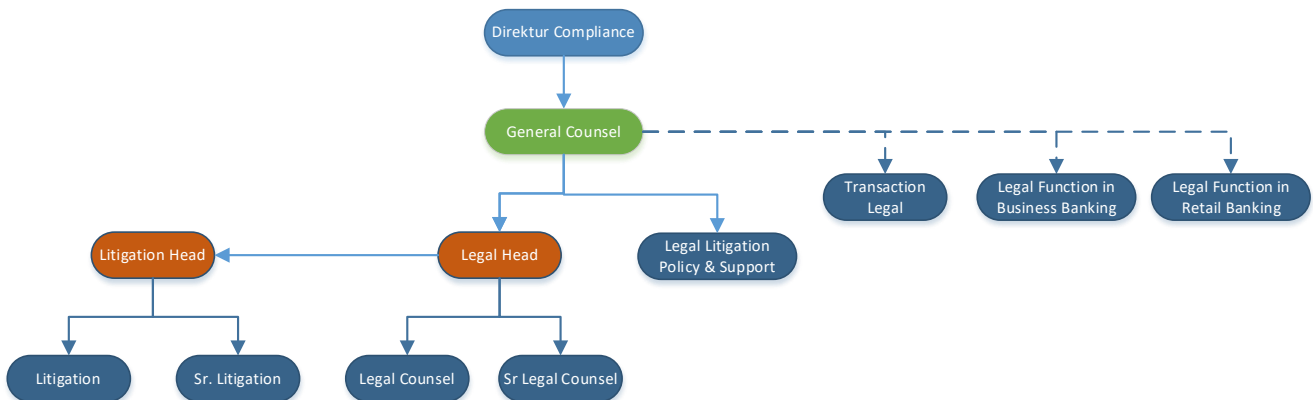 Direktur Compliance
General Counsel
Transaction
Legal
Legal Function in
Business Banking
Legal Function in
Retail Banking
Litigation Head
Legal Head
Legal Litigation
Policy & Support
Litigation
Sr. Litigation
Legal Counsel
Sr Legal Counsel